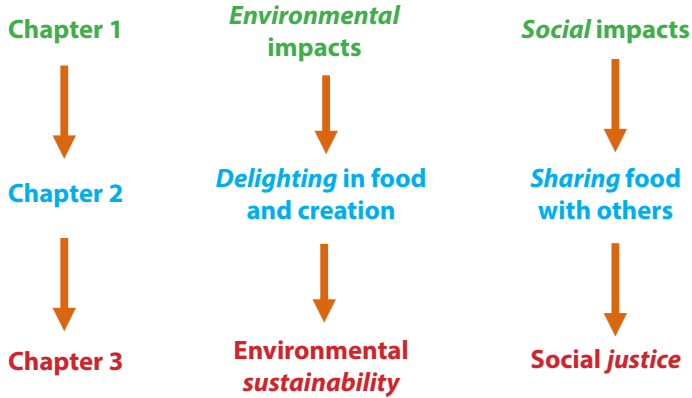 Chapter 1
Environmental
impacts
Social impacts
Chapter 2
Delighting in food
and creation
Sharing food
with others
Chapter 3
Environmental
sustainability
Social justice